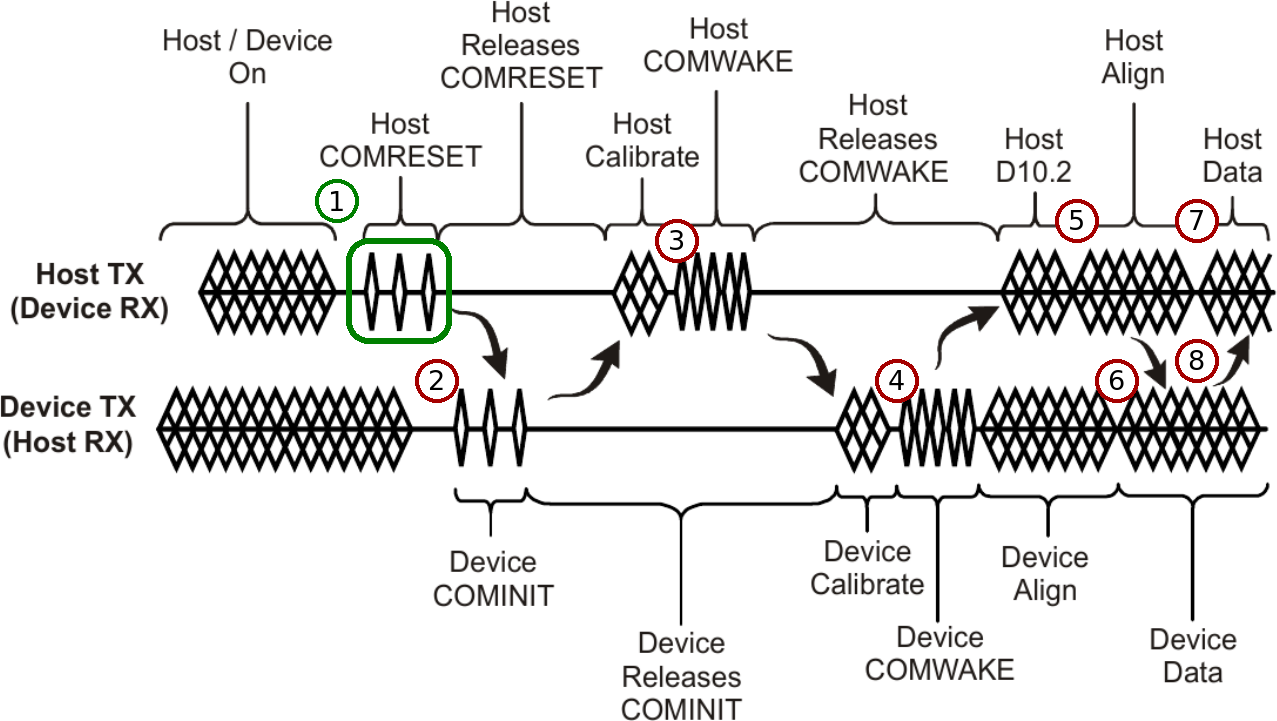 Host / Device
On
Host
COMRESET
Host
Releases
COMRESET
Host
Calibrate
Host
COMWAKE
Host
Releases
COMWAKE
Host
D10.2
Host
Align
Host
Data
1
3
5
7
Host TX
(Device RX)
2
4
6
8
Device TX
(Host RX)
Device
COMINIT
Device
Releases
COMINIT
Device
Calibrate
Device
COMWAKE
Device
Align
Device
Data